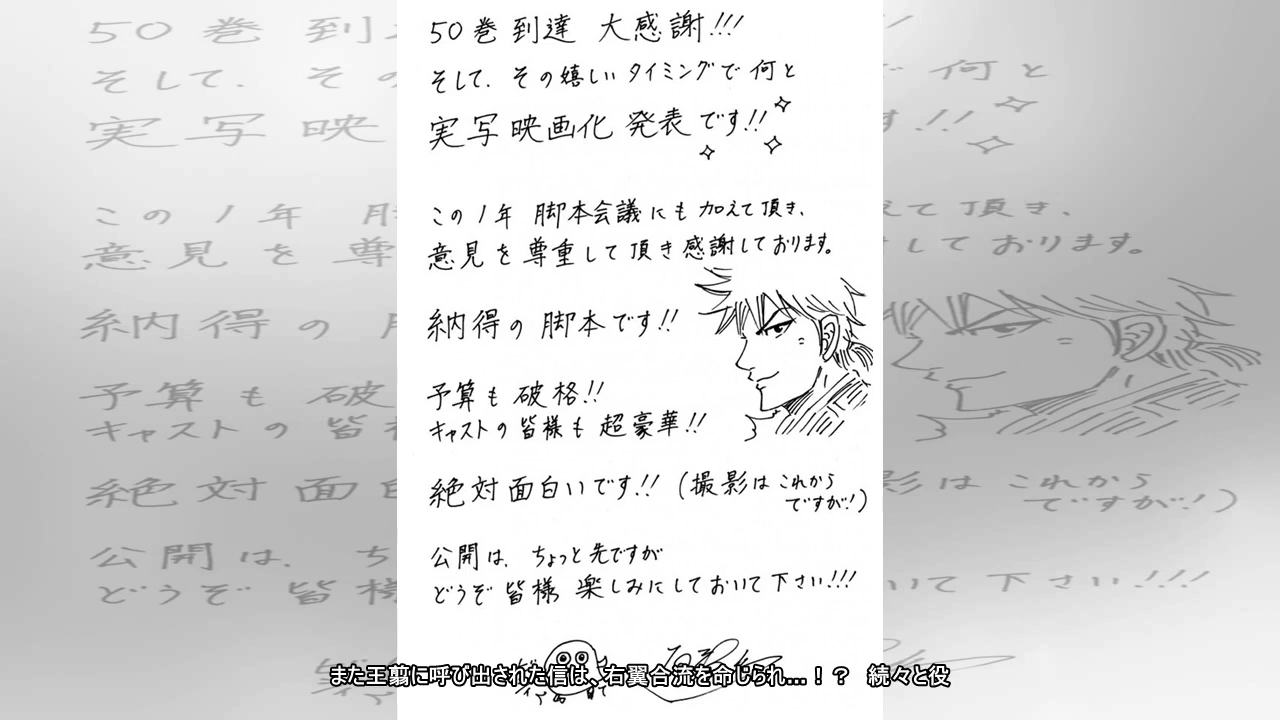 50巻到達 大感謝!!!
そして、その嬉しいタイミングで何と
実写映画化 発表です!!
この1年 脚本会議にも加えて頂き、
意見を尊重して頂き感謝しております。
納得の脚本です!!
予算も破格!!
キャストの皆様も超豪華!!
絶対面白いです!! (撮影はこれから
ですが!)
公開は、ちょっと先ですが
どうぞ皆様 楽しみにしておいて下さい!!!
また王翦に呼び出された信は、右翼合流を命じられ…！？ 続々と役